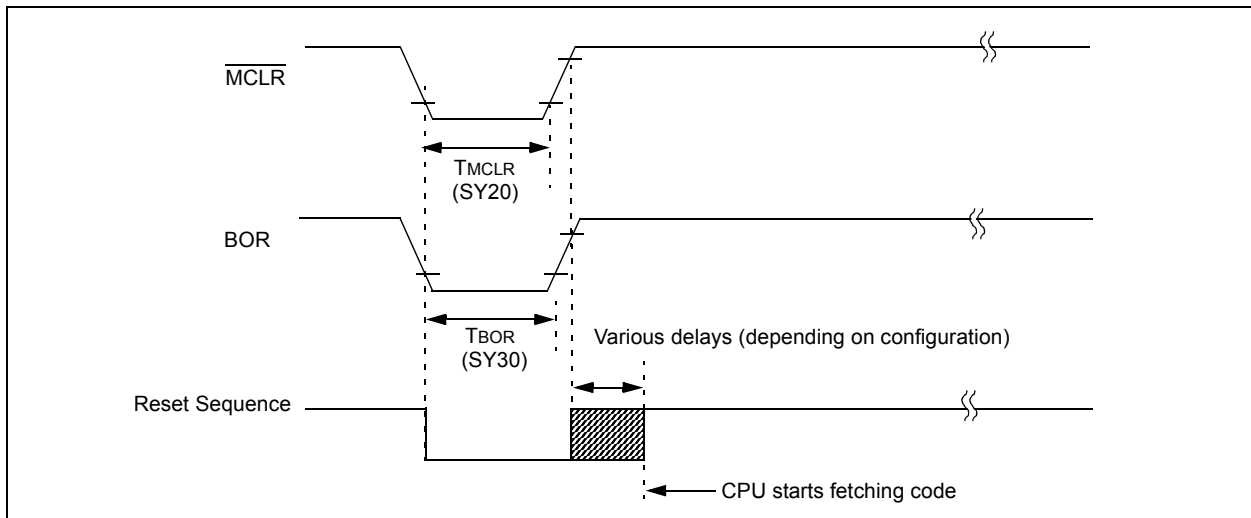 MCLR
TMCLR
(SY20)
BOR
TBOR
(SY30)
Various delays (depending on configuration)
Reset Sequence
CPU starts fetching code